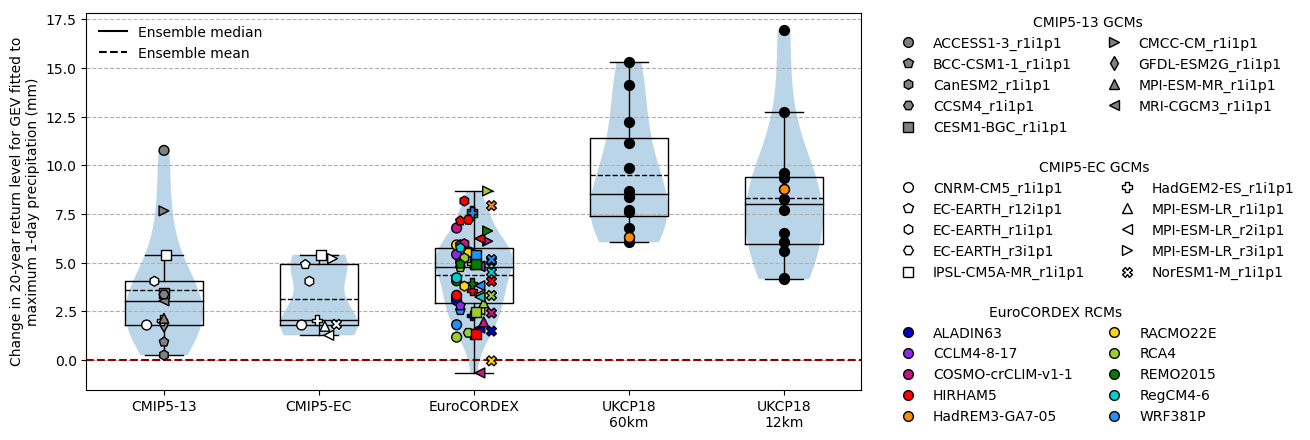 Change in 20-year return level for GEV fitted to
maximum 1-day precipitation (mm)
17.5
15.0
12.5
10.0
7.5
5.0
2.5
0.0
Ensemble median
Ensemble mean
CMIP5-13
CMIP5-EC
EuroCORDEX
UKCP18
60km
UKCP18
12km
CMIP5-13 GCMs
ACCESS1-3_r1i1p1
BCC-CSM1-1_r1i1p1
CanESM2_r1i1p1
CCSM4_r1i1p1
CESM1-BGC_r1i1p1
CMCC-CM_r1i1p1
GFDL-ESM2G_r1i1p1
MPI-ESM-MR_r1i1p1
MRI-CGCM3_r1i1p1
CMIP5-EC GCMs
CNRM-CM5_r1i1p1
EC-EARTH_r12i1p1
EC-EARTH_r1i1p1
EC-EARTH_r3i1p1
IPSL-CM5A-MR_r1i1p1
HadGEM2-ES_r1i1p1
MPI-ESM-LR_r1i1p1
MPI-ESM-LR_r2i1p1
MPI-ESM-LR_r3i1p1
NorESM1-M_r1i1p1
EuroCORDEX RCMs
ALADIN63
CCLM4-8-17
COSMO-crCLIM-v1-1
HIRHAM5
HadREM3-GA7-05
RACMO22E
RCA4
REMO2015
RegCM4-6
WRF381P